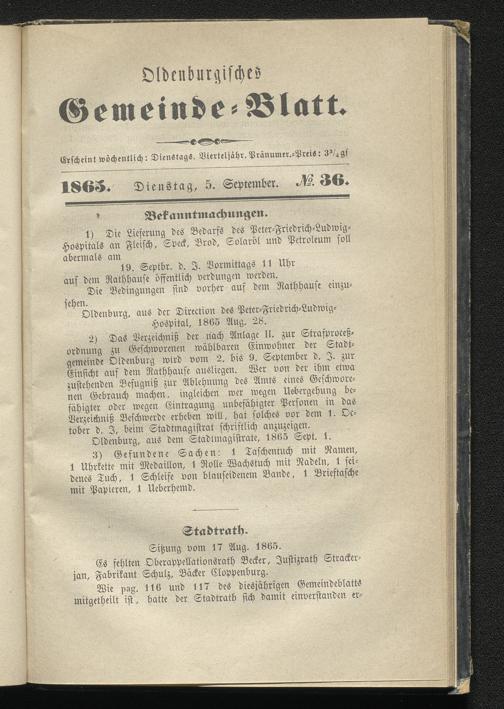 Oldenburgisches
Gemeinde-Blatt.
Erscheint wöchentlich: Dienstags. Vierteljähr. Pränumer.-Preis: 3¾ gſ
1865. Dienstag, 5. September. №. 36.
Bekanntmachungen.
1) Die Lieferung des Bedarfs des Peter-Friedrich-Ludwig-
Hospitals an Fleisch, Speck, Brod, Solaröl und Petroleum soll
abermals am
19. Septbr. d. J. Vormittags 11 Uhr
auf dem Rathhause öffentlich verdungen werden.
Die Bedingungen sind vorher auf dem Rathhause einzu-
sehen.
Oldenburg, aus der Direction des Peter-Friedrich-Ludwig-
Hospital, 1865 Aug. 28.
2) Das Verzeichniß der nach Anlage II. zur Strafproceß-
ordnung zu Geschworenen wählbaren Einwohner der Stadt-
gemeinde Oldenburg wird vom 2. bis 9. September d. J. zur
Einsicht auf dem Rathhause ausliegen. Wer von der ihm etwa
zustehenden Befugniß zur Ablehnung des Amts eines Geschwore-
nen Gebrauch machen, ingleichen wer wegen Uebergehung be-
fähigter oder wegen Eintragung unbefähigter Personen in das
Verzeichniß Beschwerde erheben will, hat solches vor dem 1. Oc-
tober d. J. beim Stadtmagistrat schriftlich anzuzeigen.
Oldenburg, aus dem Stadtmagistrate, 1865 Sept. 1.
3) Gefundene Sachen: 1 Taschentuch mit Namen,
1 Uhrkette mit Medaillon, 1 Rolle Wachstuch mit Nadeln, 1 sei-
denes Tuch, 1 Schleife von blauseidenem Bande, 1 Brieftasche
mit Papieren, 1 Ueberhemd.
Stadtrath.
Sitzung vom 17 Aug. 1865.
Es fehlten Oberappellationsrath Becker, Justizrath Stracker-
jan, Fabrikant Schulz, Bäcker Cloppenburg.
Wie pag. 116 und 117 des diesjährigen Gemeindeblatts
mitgetheilt ist, hatte der Stadtrath sich damit einverstanden er-